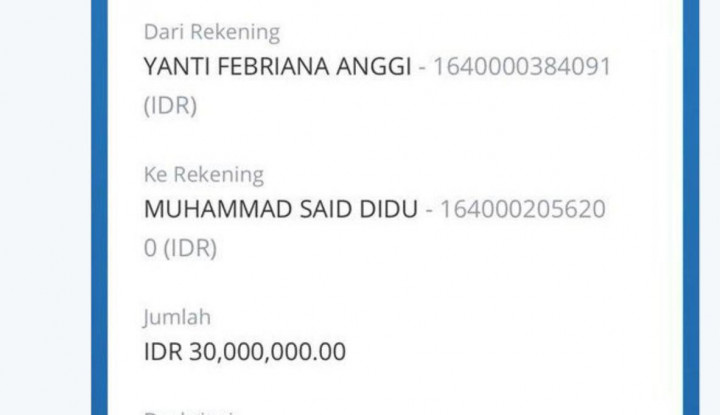 Dari Rekening
YANTI FEBRIANA ANGGI - 1640000384091
(IDR)
Ke Rekening
MUHAMMAD SAID DIDU - 164000205620
0 (IDR)
Jumlah
IDR 30,000,000.00